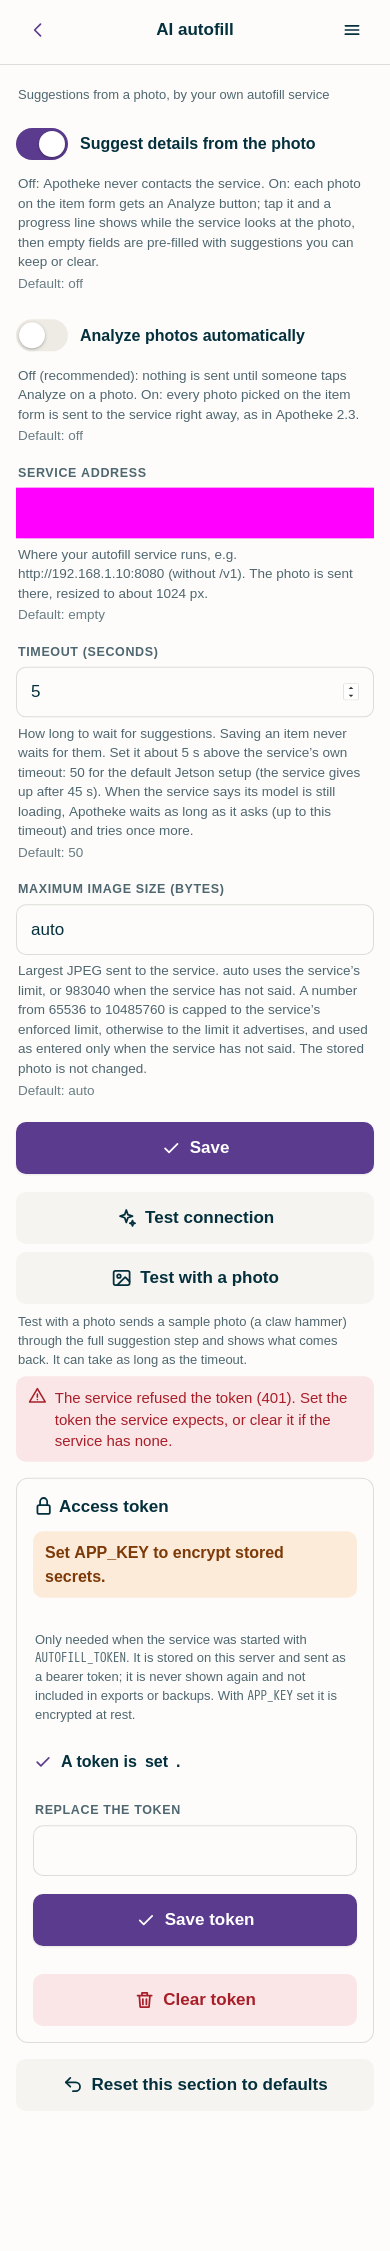 AI autofill
Suggestions from a photo, by your own autofill service
Suggest details from the photo
Off: Apotheke never contacts the service. On: each photo
on the item form gets an Analyze button; tap it and a
progress line shows while the service looks at the photo,
then empty fields are pre-filled with suggestions you can
keep or clear.
Default: off
Analyze photos automatically
Off (recommended): nothing is sent until someone taps
Analyze on a photo. On: every photo picked on the item
form is sent to the service right away, as in Apotheke 2.3.
Default: off
SERVICE ADDRESS
Where your autofill service runs, e.g.
http://192.168.1.10:8080 (without /v1). The photo is sent
there, resized to about 1024 px.
Default: empty
TIMEOUT (SECONDS)
5
How long to wait for suggestions. Saving an item never
waits for them. Set it about 5 s above the service’s own
timeout: 50 for the default Jetson setup (the service gives
up after 45 s). When the service says its model is still
loading, Apotheke waits as long as it asks (up to this
timeout) and tries once more.
Default: 50
MAXIMUM IMAGE SIZE (BYTES)
auto
Largest JPEG sent to the service. auto uses the service’s
limit, or 983040 when the service has not said. A number
from 65536 to 10485760 is capped to the service’s
enforced limit, otherwise to the limit it advertises, and used
as entered only when the service has not said. The stored
photo is not changed.
Default: auto
Save
Test connection
Test with a photo
Test with a photo sends a sample photo (a claw hammer)
through the full suggestion step and shows what comes
back. It can take as long as the timeout.
The service refused the token (401). Set the
token the service expects, or clear it if the
service has none.
Access token
Set APP_KEY to encrypt stored
secrets.
Only needed when the service was started with
AUTOFILL_TOKEN. It is stored on this server and sent as
a bearer token; it is never shown again and not
included in exports or backups. With APP_KEY set it is
encrypted at rest.
A token is set .
REPLACE THE TOKEN
Save token
Clear token
Reset this section to defaults